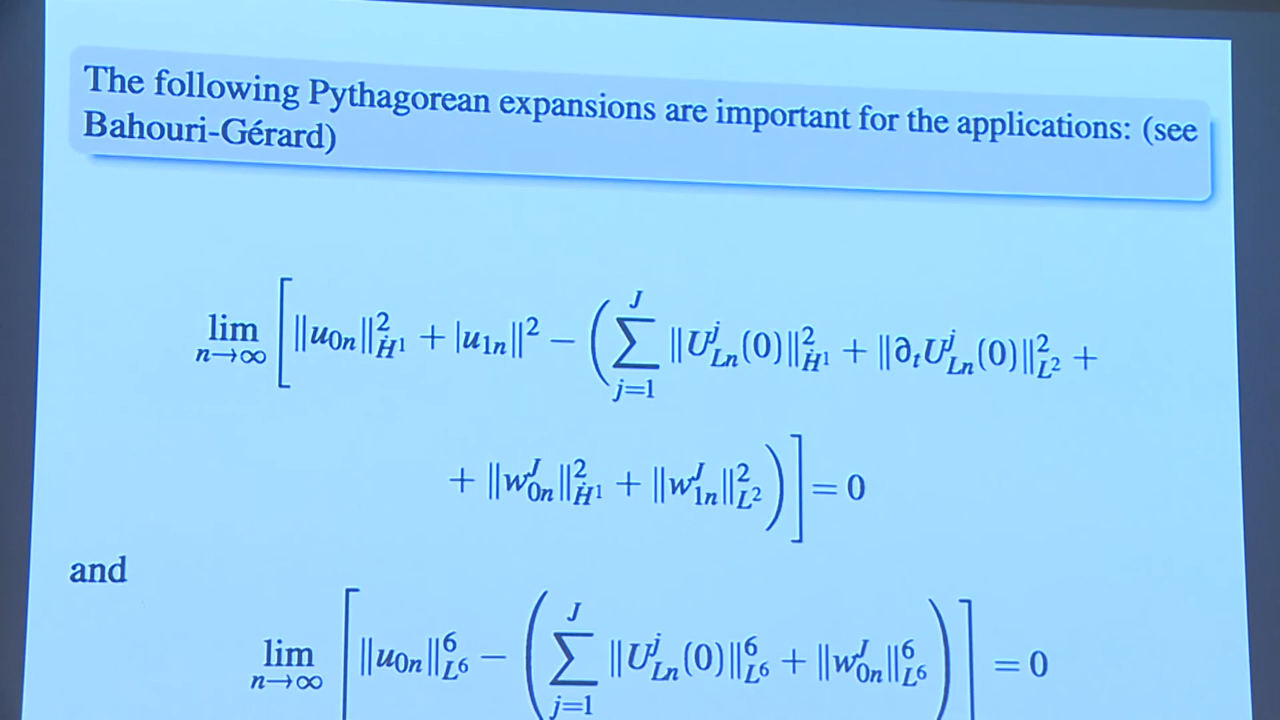 The following Pythagorean expansions are important for the applications: (see
Bahouri-Gérard)
lim_{n→∞} [ ‖u_{0n}‖²_{Ḣ¹} + |u_{1n}‖² − ( ∑_{j=1}^{J} ‖U^j_{Ln}(0)‖²_{Ḣ¹} + ‖∂_t U^j_{Ln}(0)‖²_{L²} +
+ ‖w^J_{0n}‖²_{Ḣ¹} + ‖w^J_{1n}‖²_{L²} ) ] = 0
and
lim_{n→∞} [ ‖u_{0n}‖⁶_{L⁶} − ( ∑_{j=1}^{J} ‖U^j_{Ln}(0)‖⁶_{L⁶} + ‖w^J_{0n}‖⁶_{L⁶} ) ] = 0